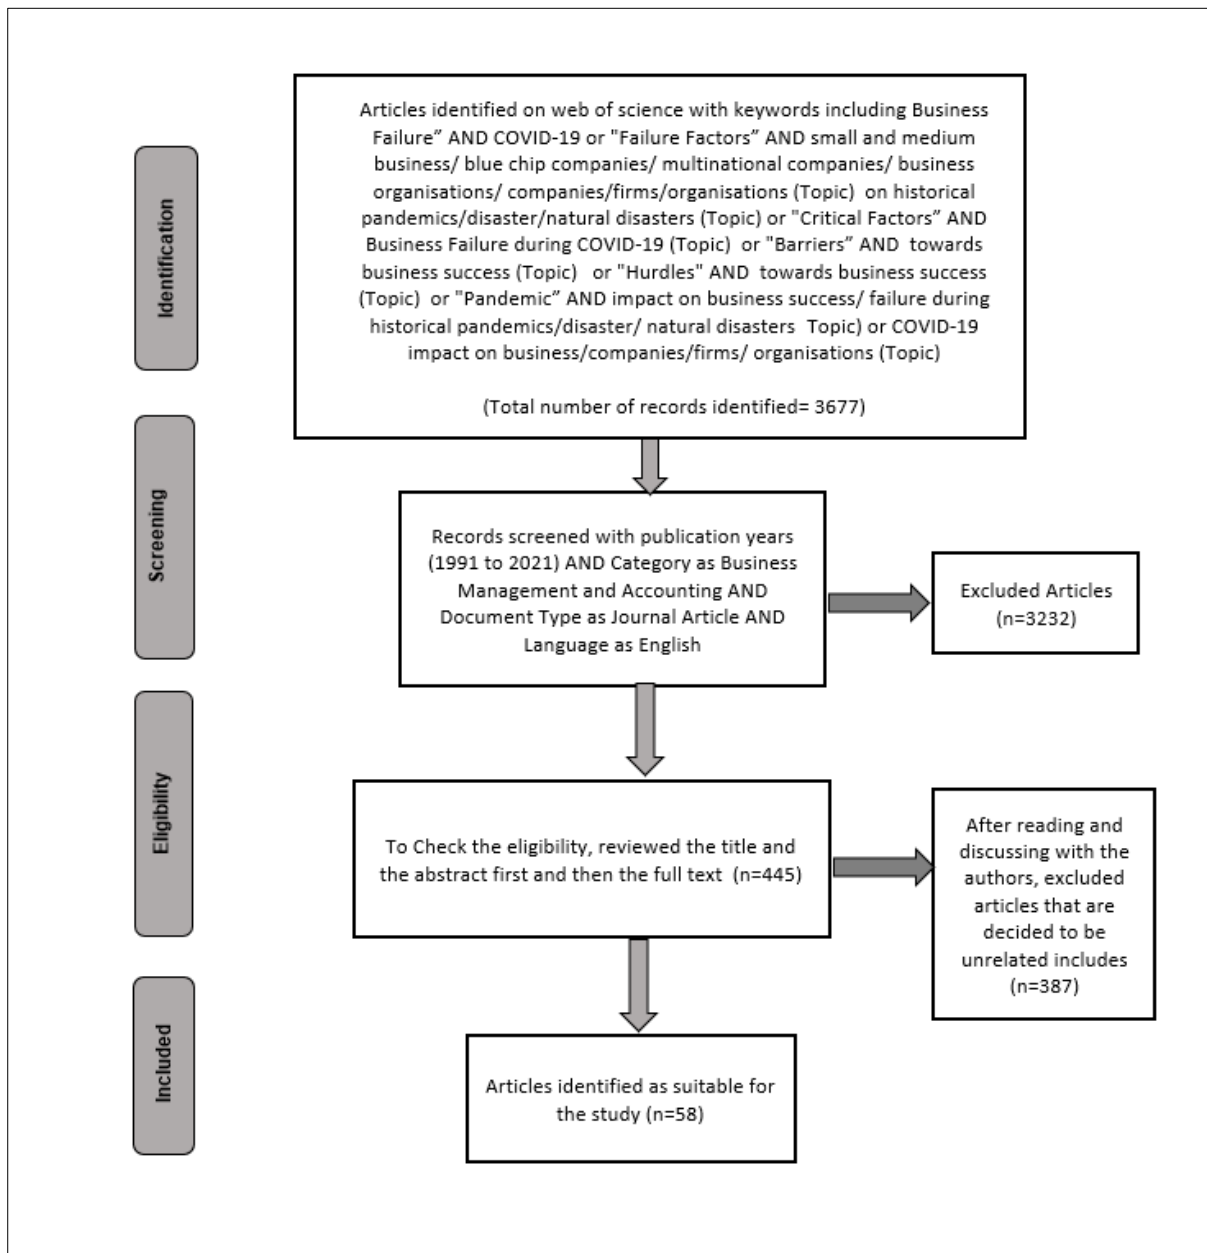 Identification
Articles identified on web of science with keywords including Business
Failure” AND COVID-19 or "Failure Factors” AND small and medium
business/ blue chip companies/ multinational companies/ business
organisations/ companies/firms/organisations (Topic) on historical
pandemics/disaster/natural disasters (Topic) or "Critical Factors” AND
Business Failure during COVID-19 (Topic) or "Barriers” AND towards
business success (Topic) or "Hurdles" AND towards business success
(Topic) or "Pandemic” AND impact on business success/ failure during
historical pandemics/disaster/ natural disasters Topic) or COVID-19
impact on business/companies/firms/ organisations (Topic)
(Total number of records identified= 3677)
Screening
Records screened with publication years
(1991 to 2021) AND Category as Business
Management and Accounting AND
Document Type as Journal Article AND
Language as English
Excluded Articles
(n=3232)
Eligibility
To Check the eligibility, reviewed the title and
the abstract first and then the full text (n=445)
After reading and
discussing with the
authors, excluded
articles that are
decided to be
unrelated includes
(n=387)
Included
Articles identified as suitable for
the study (n=58)